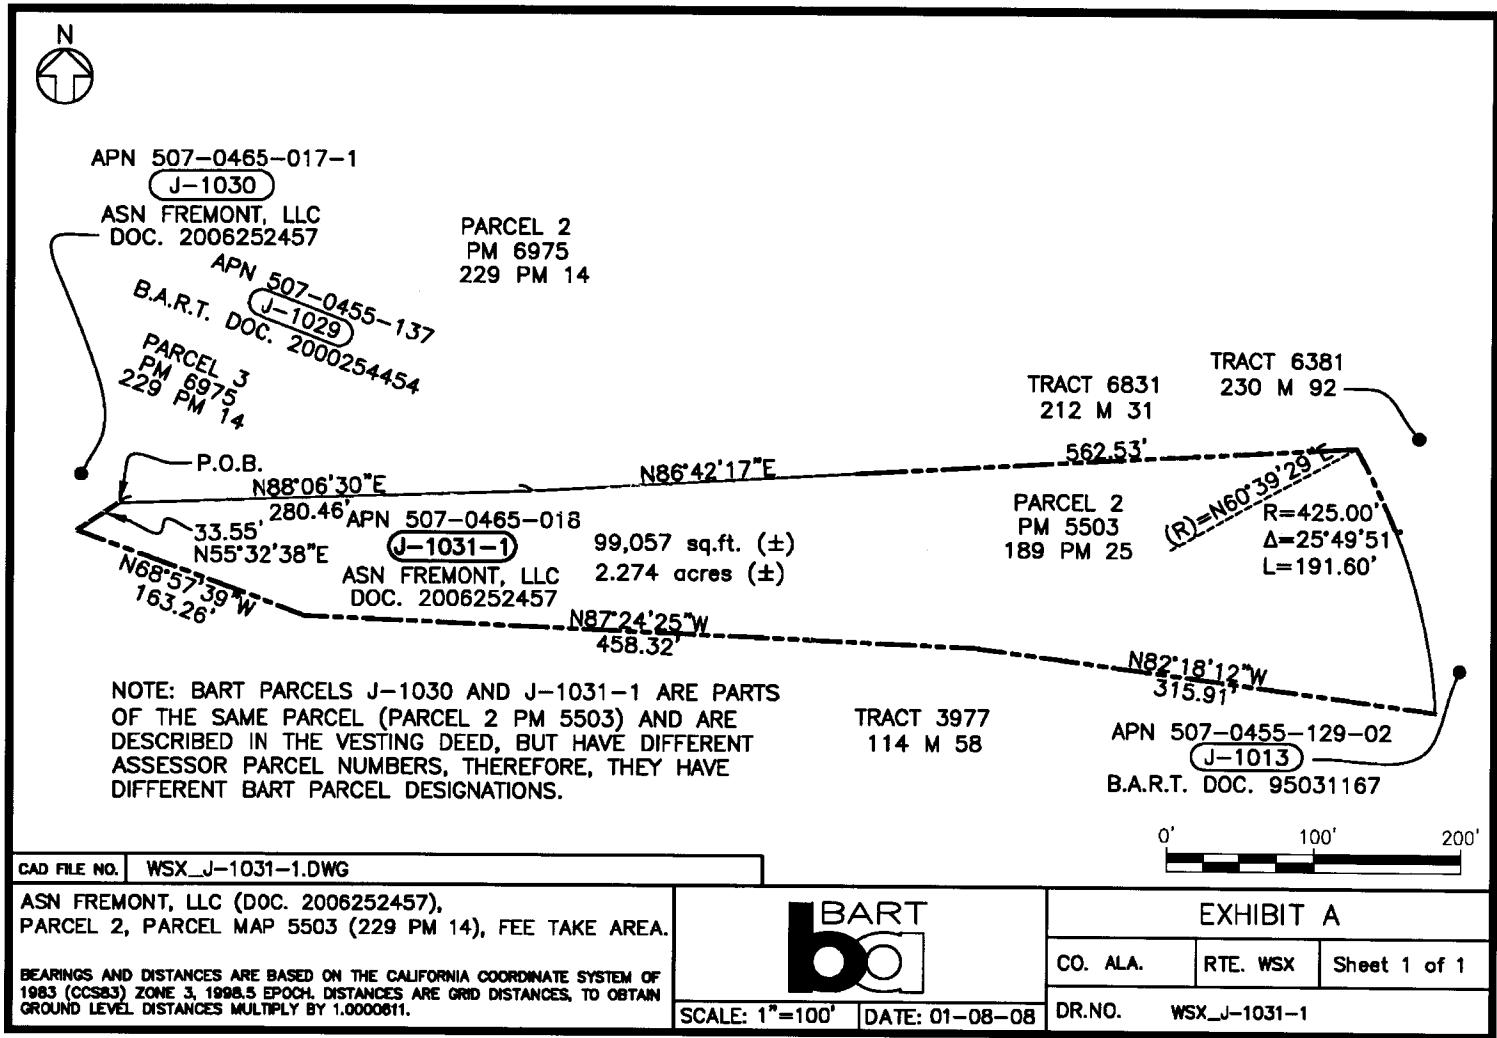 N
APN 507-0465-017-1
J-1030
ASN FREMONT, LLC
DOC. 2006252457
PARCEL 2
PM 6975
229 PM 14
APN 507-0455-137
J-1029
B.A.R.T. DOC. 2000254454
PARCEL 3
PM 6975
229 PM 14
TRACT 6381
230 M 92
TRACT 6831
212 M 31
P.O.B.
N88°06'30"E
280.46'
N86°42'17"E
562.53'
(R)=N60°39'29"E
33.55'
N55°32'38"E
APN 507-0465-018
J-1031-1
ASN FREMONT, LLC
DOC. 2006252457
99,057 sq.ft. (±)
2.274 acres (±)
PARCEL 2
PM 5503
189 PM 25
R=425.00'
Δ=25°49'51"
L=191.60'
N68°57'39"W
163.26'
N87°24'25"W
458.32'
N82°18'12"W
315.91'
NOTE: BART PARCELS J-1030 AND J-1031-1 ARE PARTS
OF THE SAME PARCEL (PARCEL 2 PM 5503) AND ARE
DESCRIBED IN THE VESTING DEED, BUT HAVE DIFFERENT
ASSESSOR PARCEL NUMBERS, THEREFORE, THEY HAVE
DIFFERENT BART PARCEL DESIGNATIONS.
TRACT 3977
114 M 58
APN 507-0455-129-02
J-1013
B.A.R.T. DOC. 95031167
0' 100' 200'
CAD FILE NO. WSX_J-1031-1.DWG
ASN FREMONT, LLC (DOC. 2006252457),
PARCEL 2, PARCEL MAP 5503 (229 PM 14), FEE TAKE AREA.
BEARINGS AND DISTANCES ARE BASED ON THE CALIFORNIA COORDINATE SYSTEM OF
1983 (CCS83) ZONE 3, 1998.5 EPOCH. DISTANCES ARE GRID DISTANCES, TO OBTAIN
GROUND LEVEL DISTANCES MULTIPLY BY 1.0000611.
BART
ba
SCALE: 1"=100' DATE: 01-08-08
EXHIBIT A
CO. ALA. RTE. WSX Sheet 1 of 1
DR.NO. WSX_J-1031-1